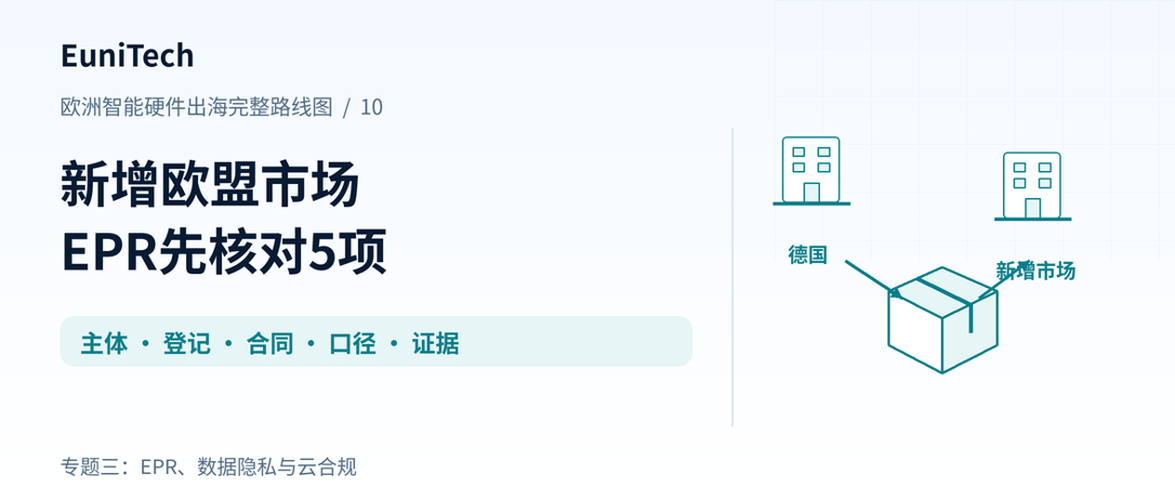 EuniTech
欧洲智能硬件出海完整路线图 / 10
新增欧盟市场
EPR先核对5项
主体 · 登记 · 合同 · 口径 · 证据
德国
新增市场
专题三：EPR、数据隐私与云合规